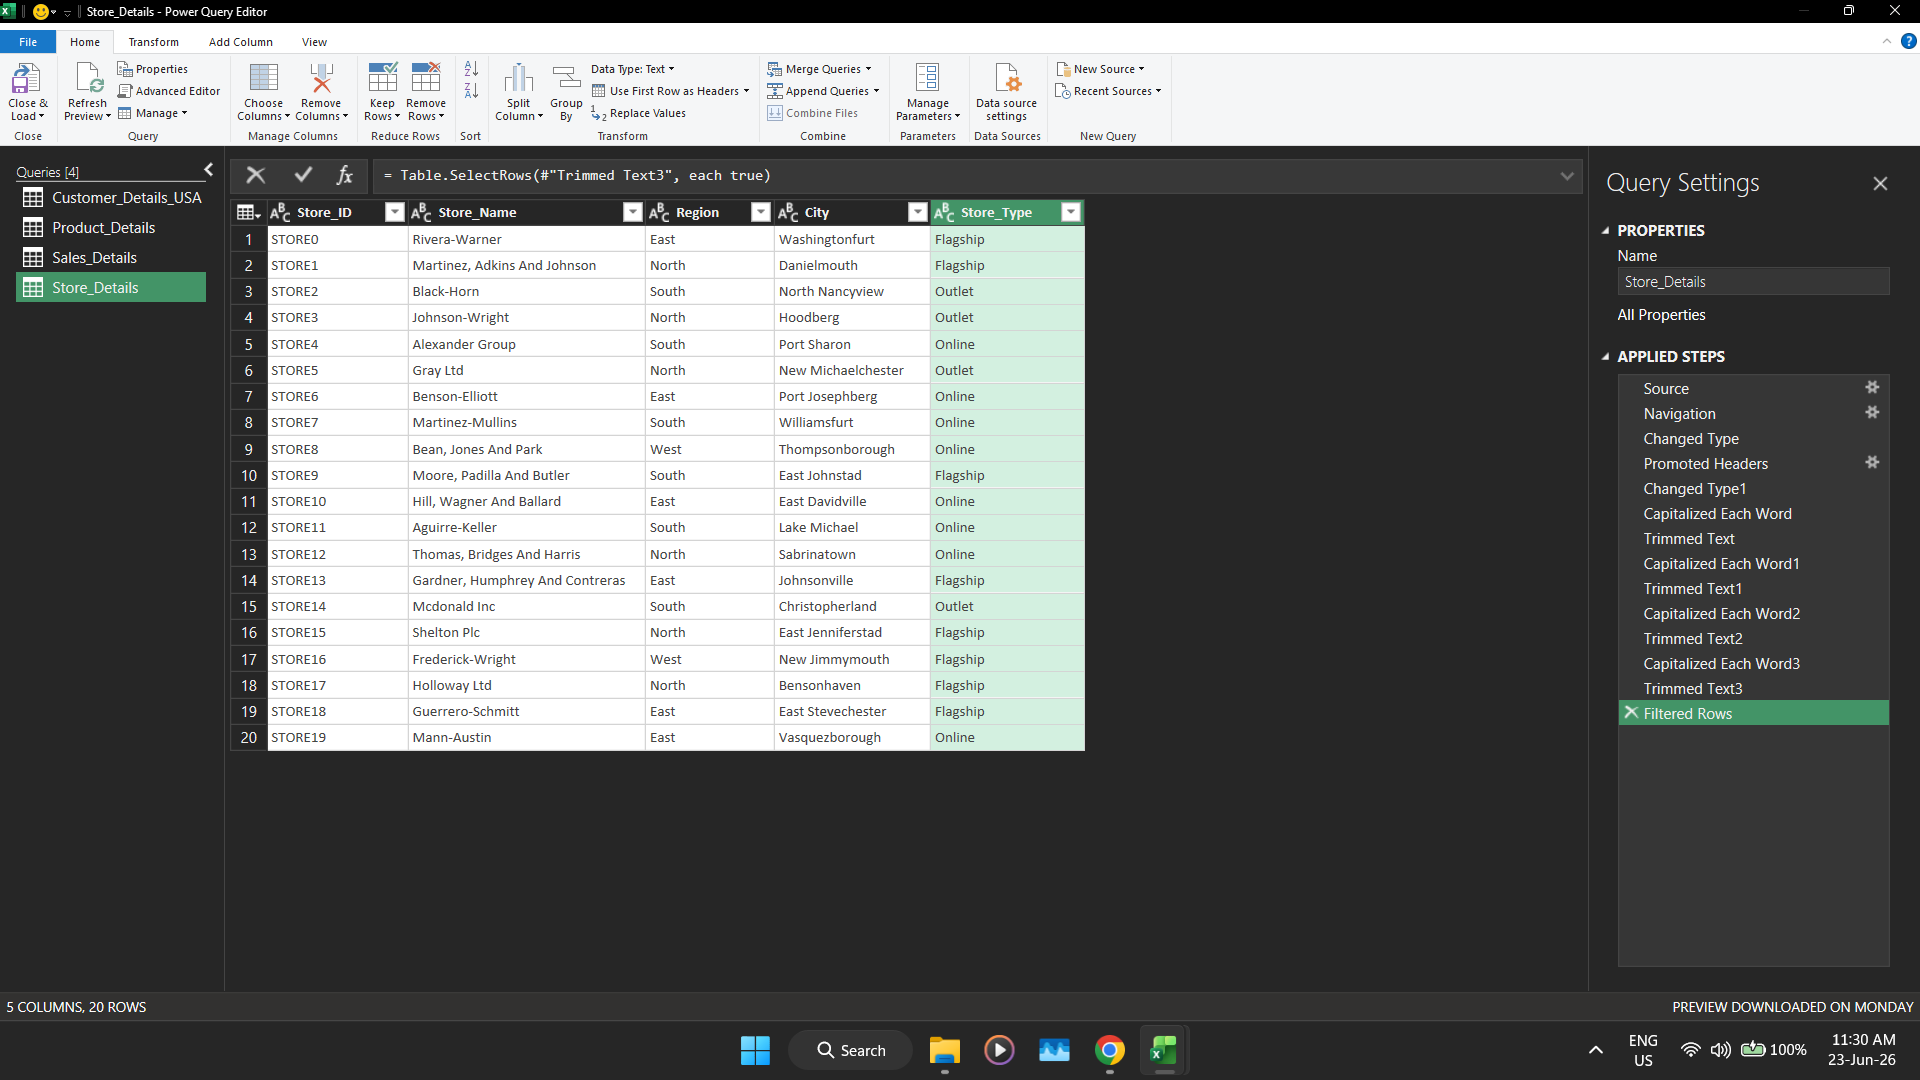 Store_Details - Power Query Editor
File Home Transform Add Column View
Close & Load
Close
Refresh Preview
Properties
Advanced Editor
Manage
Query
Choose Columns
Remove Columns
Manage Columns
Keep Rows
Remove Rows
Reduce Rows
Sort
Split Column
Group By
Data Type: Text
Use First Row as Headers
Replace Values
Transform
Merge Queries
Append Queries
Combine Files
Combine
Manage Parameters
Parameters
Data source settings
Data Sources
New Source
Recent Sources
New Query
Queries [4]
Customer_Details_USA
Product_Details
Sales_Details
Store_Details
= Table.SelectRows(#"Trimmed Text3", each true)
Store_ID Store_Name Region City Store_Type
1 STORE0 Rivera-Warner East Washingtonfurt Flagship
2 STORE1 Martinez, Adkins And Johnson North Danielmouth Flagship
3 STORE2 Black-Horn South North Nancyview Outlet
4 STORE3 Johnson-Wright North Hoodberg Outlet
5 STORE4 Alexander Group South Port Sharon Online
6 STORE5 Gray Ltd North New Michaelchester Outlet
7 STORE6 Benson-Elliott East Port Josephberg Online
8 STORE7 Martinez-Mullins South Williamsfurt Online
9 STORE8 Bean, Jones And Park West Thompsonborough Online
10 STORE9 Moore, Padilla And Butler South East Johnstad Flagship
11 STORE10 Hill, Wagner And Ballard East East Davidville Online
12 STORE11 Aguirre-Keller South Lake Michael Online
13 STORE12 Thomas, Bridges And Harris North Sabrinatown Online
14 STORE13 Gardner, Humphrey And Contreras East Johnsonville Flagship
15 STORE14 Mcdonald Inc South Christopherland Outlet
16 STORE15 Shelton Plc North East Jenniferstad Flagship
17 STORE16 Frederick-Wright West New Jimmymouth Flagship
18 STORE17 Holloway Ltd North Bensonhaven Flagship
19 STORE18 Guerrero-Schmitt East East Stevechester Flagship
20 STORE19 Mann-Austin East Vasquezborough Online
Query Settings
PROPERTIES
Name
Store_Details
All Properties
APPLIED STEPS
Source
Navigation
Changed Type
Promoted Headers
Changed Type1
Capitalized Each Word
Trimmed Text
Capitalized Each Word1
Trimmed Text1
Capitalized Each Word2
Trimmed Text2
Capitalized Each Word3
Trimmed Text3
Filtered Rows
5 COLUMNS, 20 ROWS
PREVIEW DOWNLOADED ON MONDAY
Search
ENG
US
100%
11:30 AM
23-Jun-26